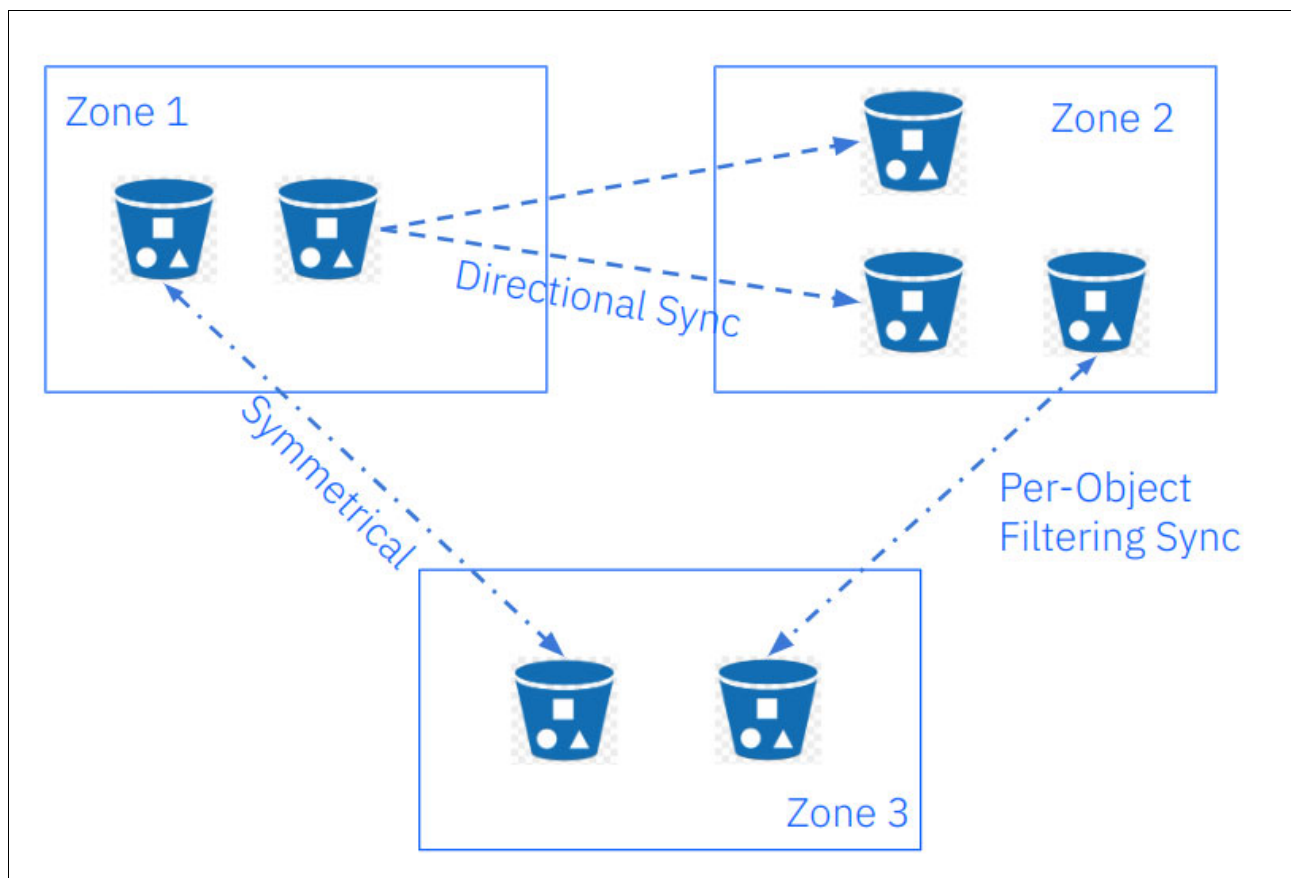 Zone 1
Zone 2
Directional Sync
Symmetrical
Per-Object
Filtering Sync
Zone 3